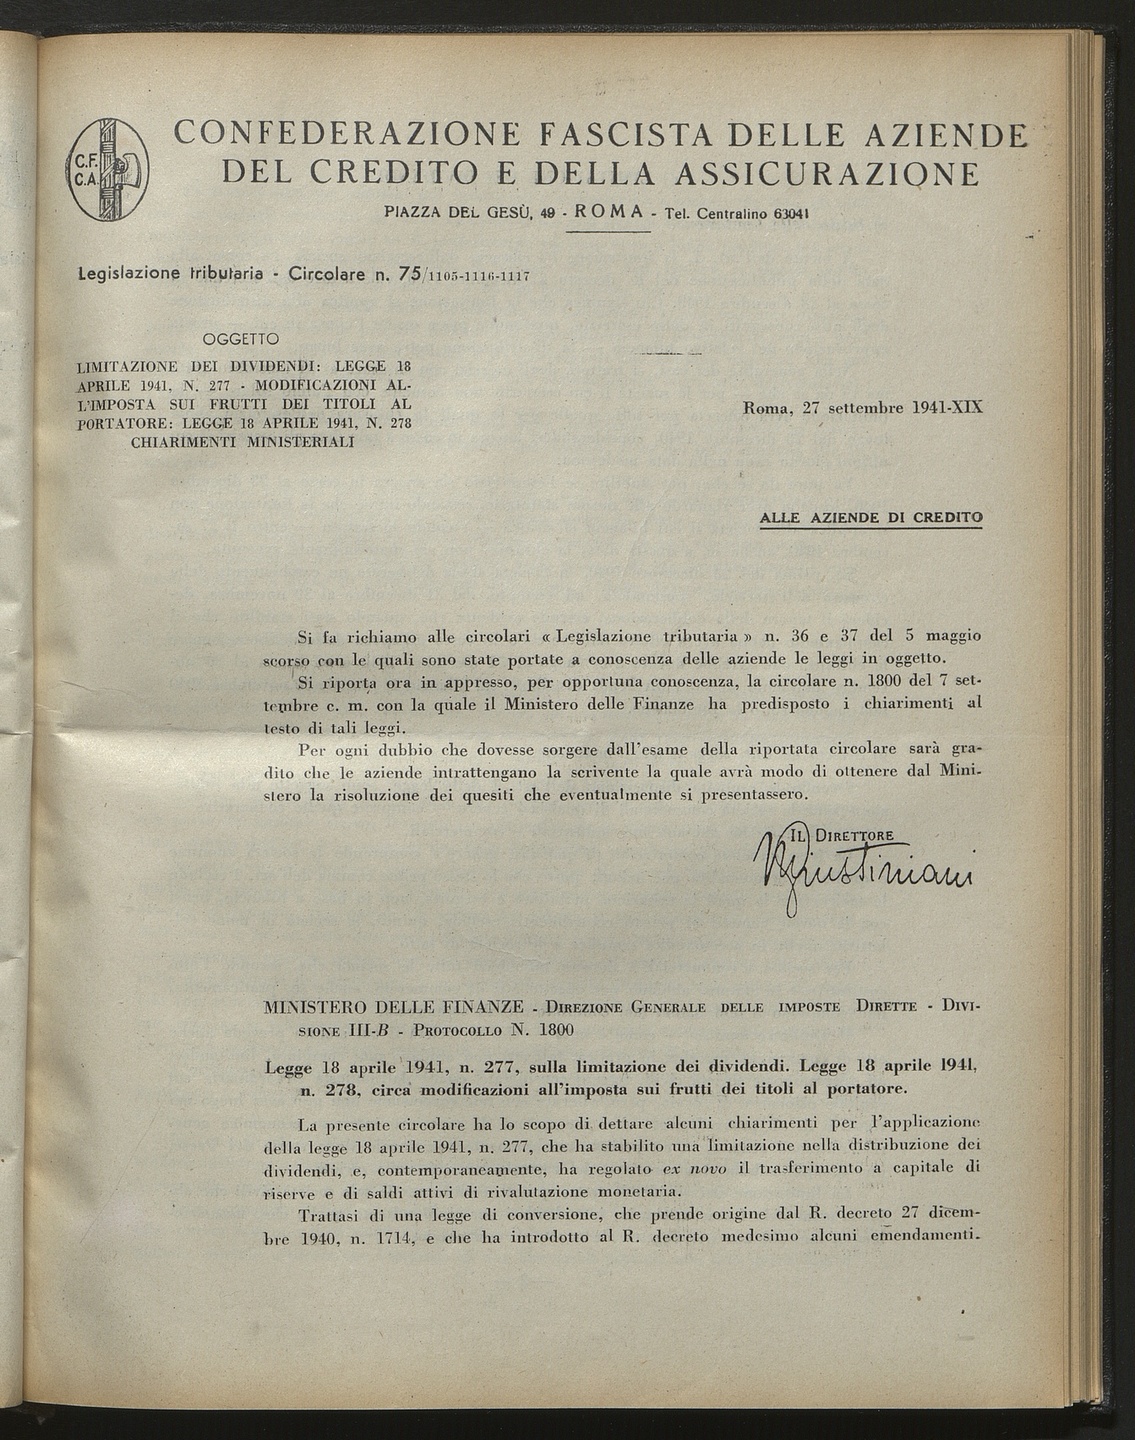 C.F.
C.A.
CONFEDERAZIONE FASCISTA DELLE AZIENDE
DEL CREDITO E DELLA ASSICURAZIONE
PIAZZA DEL GESÙ, 49 - ROMA - Tel. Centralino 63041
Legislazione tributaria - Circolare n. 75/1105-1116-1117
OGGETTO
LIMITAZIONE DEI DIVIDENDI: LEGGE 18
APRILE 1941, N. 277 - MODIFICAZIONI AL-
L'IMPOSTA SUI FRUTTI DEI TITOLI AL
PORTATORE: LEGGE 18 APRILE 1941, N. 278
CHIARIMENTI MINISTERIALI
Roma, 27 settembre 1941-XIX
ALLE AZIENDE DI CREDITO
Si fa richiamo alle circolari « Legislazione tributaria » n. 36 e 37 del 5 maggio
scorso con le quali sono state portate a conoscenza delle aziende le leggi in oggetto.
Si riporta ora in appresso, per opportuna conoscenza, la circolare n. 1800 del 7 set-
tembre c. m. con la quale il Ministero delle Finanze ha predisposto i chiarimenti al
testo di tali leggi.
Per ogni dubbio che dovesse sorgere dall'esame della riportata circolare sarà gra-
dito che le aziende intrattengano la scrivente la quale avrà modo di ottenere dal Mini-
stero la risoluzione dei quesiti che eventualmente si presentassero.
IL DIRETTORE
Giustiniani
MINISTERO DELLE FINANZE - DIREZIONE GENERALE DELLE IMPOSTE DIRETTE - DIVI-
SIONE III-B - PROTOCOLLO N. 1800
Legge 18 aprile 1941, n. 277, sulla limitazione dei dividendi. Legge 18 aprile 1941,
n. 278, circa modificazioni all'imposta sui frutti dei titoli al portatore.
La presente circolare ha lo scopo di dettare alcuni chiarimenti per l'applicazione
della legge 18 aprile 1941, n. 277, che ha stabilito una limitazione nella distribuzione dei
dividendi, e, contemporaneamente, ha regolato ex novo il trasferimento a capitale di
riserve e di saldi attivi di rivalutazione monetaria.
Trattasi di una legge di conversione, che prende origine dal R. decreto 27 dicem-
bre 1940, n. 1714, e che ha introdotto al R. decreto medesimo alcuni emendamenti.